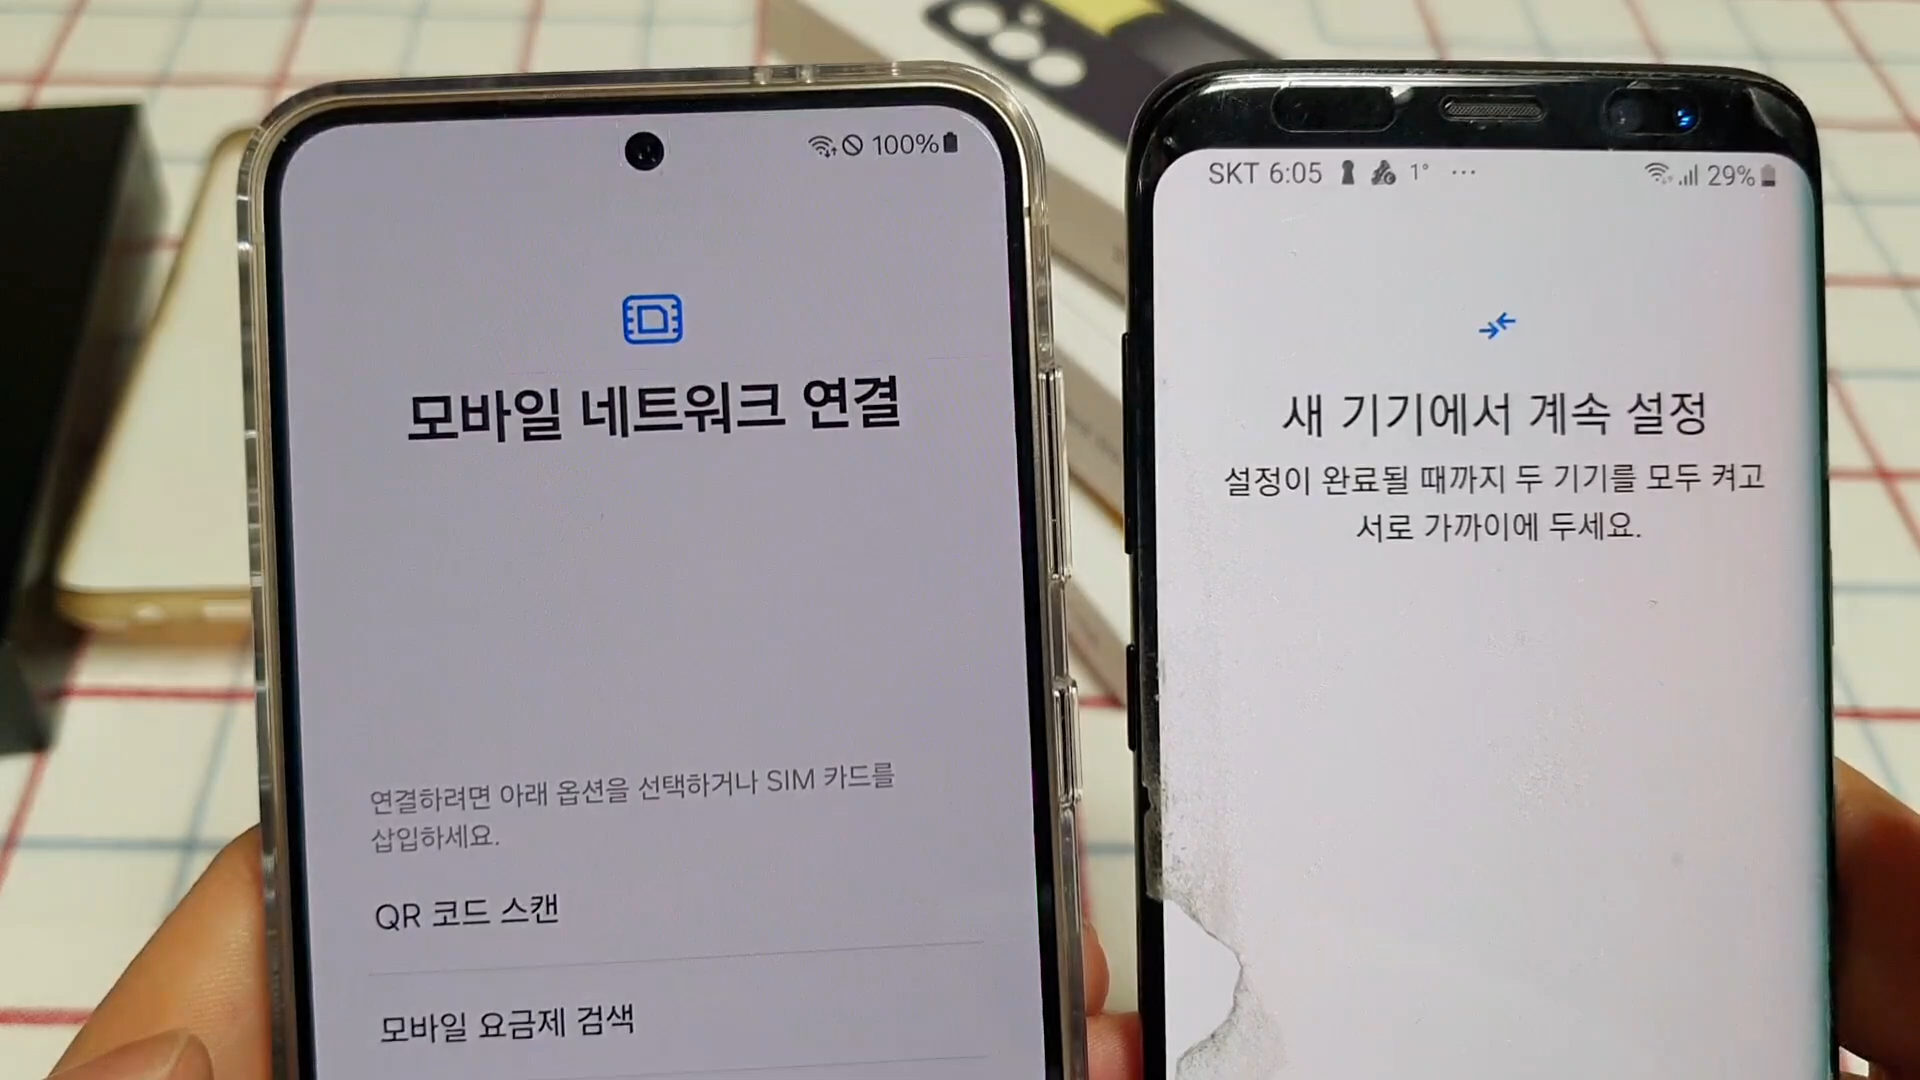 100%
모바일 네트워크 연결
연결하려면 아래 옵션을 선택하거나 SIM 카드를
삽입하세요.
QR 코드 스캔
모바일 요금제 검색
SKT 6:05 1° ... 29%
새 기기에서 계속 설정
설정이 완료될 때까지 두 기기를 모두 켜고
서로 가까이에 두세요.